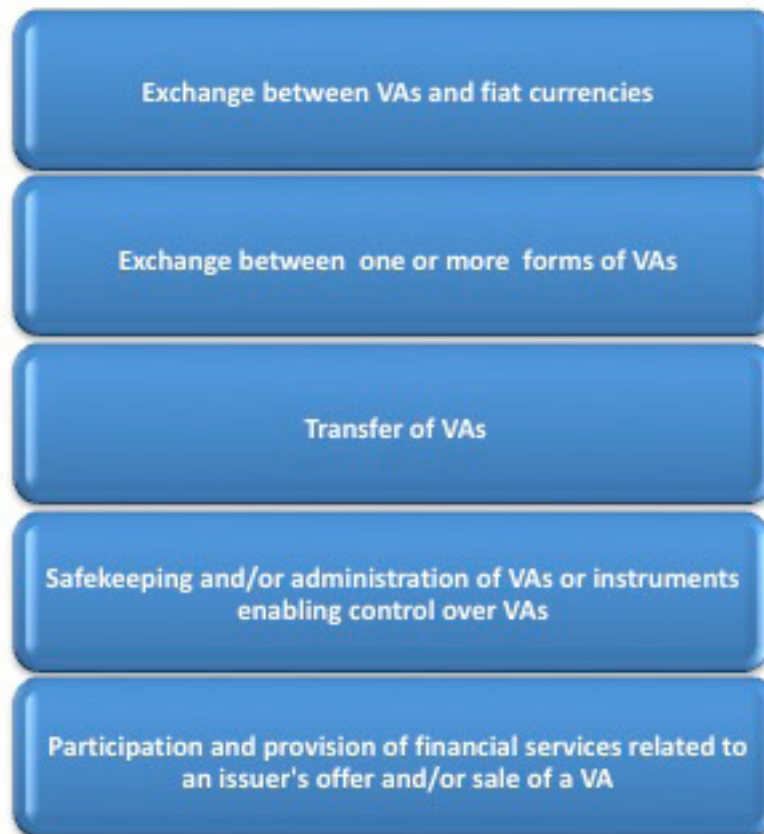 Exchange between VAs and fiat currencies
Exchange between one or more forms of VAs
Transfer of VAs
Safekeeping and/or administration of VAs or instruments
enabling control over VAs
Participation and provision of financial services related to
an issuer's offer and/or sale of a VA